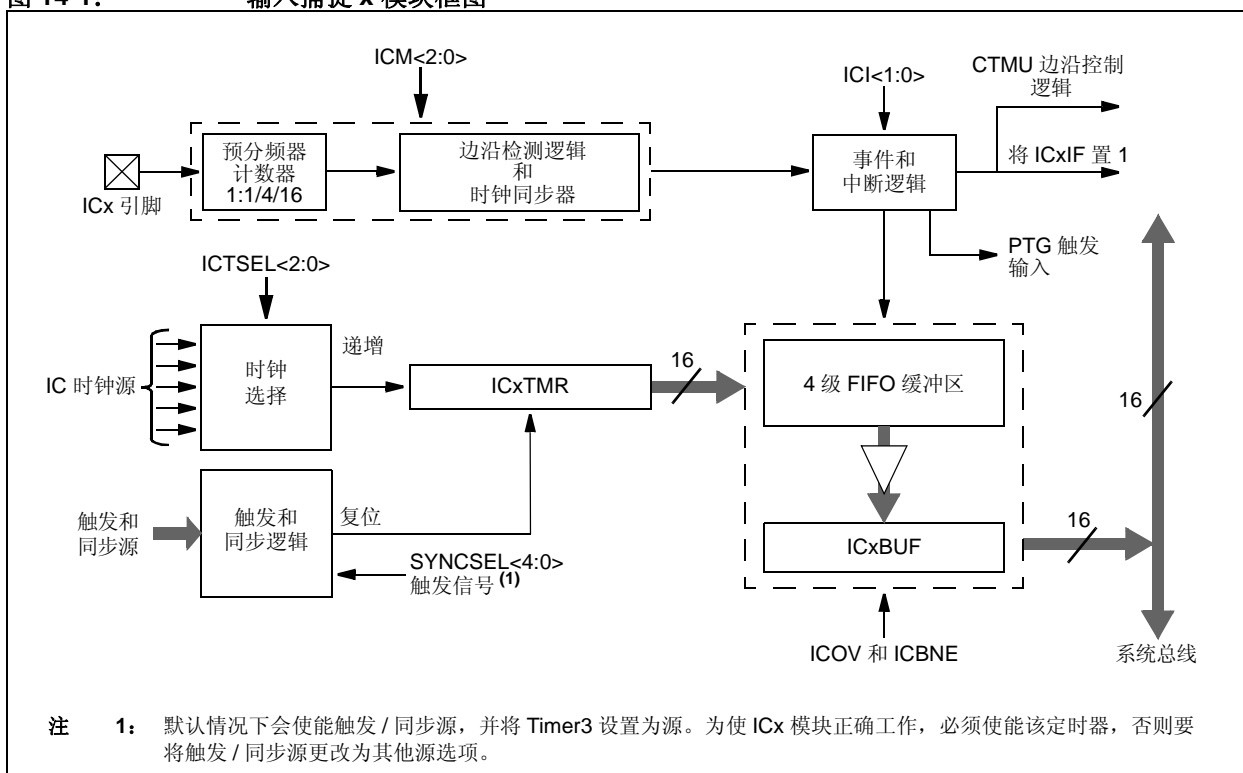 图 14-1: 输入捕捉 x 模块框图
ICM<2:0>
ICI<1:0>
CTMU 边沿控制
逻辑
预分频器
计数器
1:1/4/16
边沿检测逻辑
和
时钟同步器
事件和
中断逻辑
将 ICxIF 置 1
ICx 引脚
PTG 触发
输入
ICTSEL<2:0>
IC 时钟源
时钟
选择
递增
ICxTMR
16
4 级 FIFO 缓冲区
16
触发和
同步源
触发和
同步逻辑
复位
SYNCSEL<4:0>
触发信号 (1)
ICxBUF
16
ICOV 和 ICBNE
系统总线
注 1: 默认情况下会使能触发 / 同步源，并将 Timer3 设置为源。为使 ICx 模块正确工作，必须使能该定时器，否则要
将触发 / 同步源更改为其他源选项。